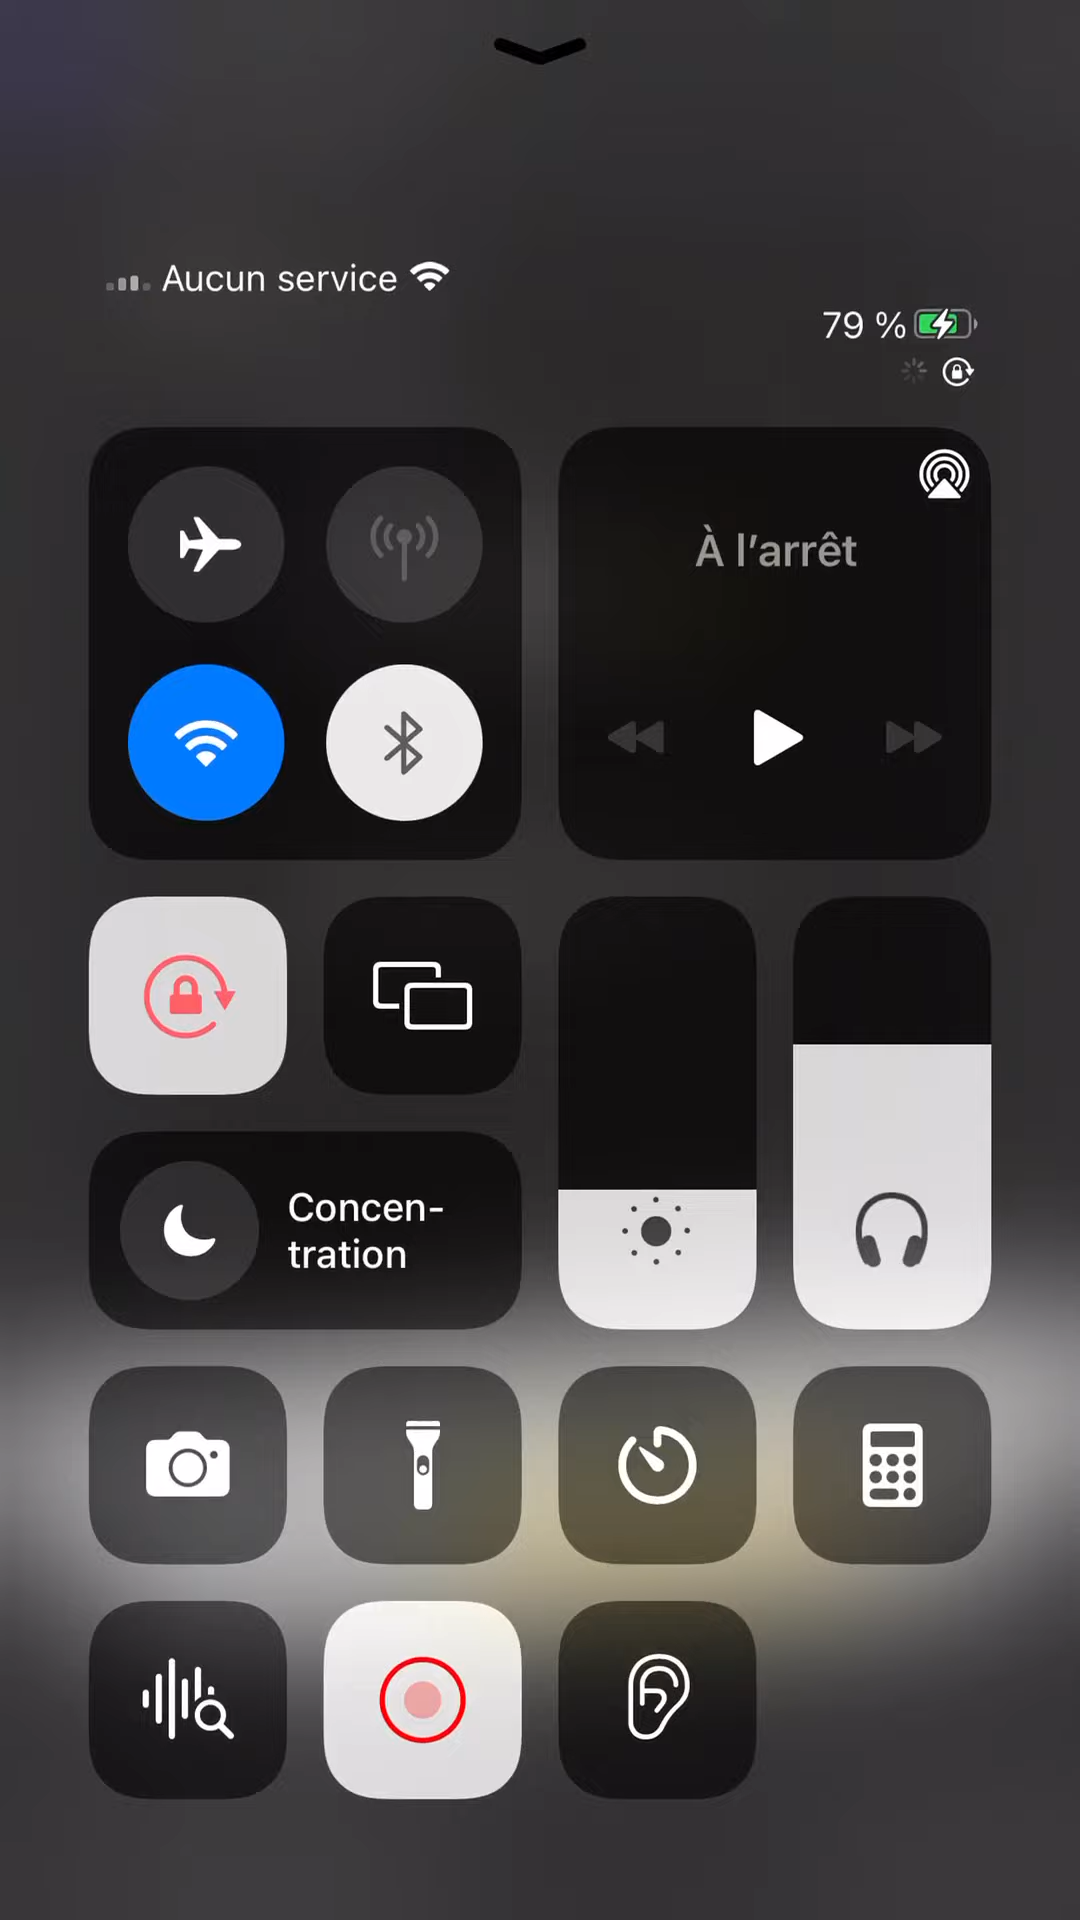 Aucun service
79 %
À l’arrêt
Concen-
tration